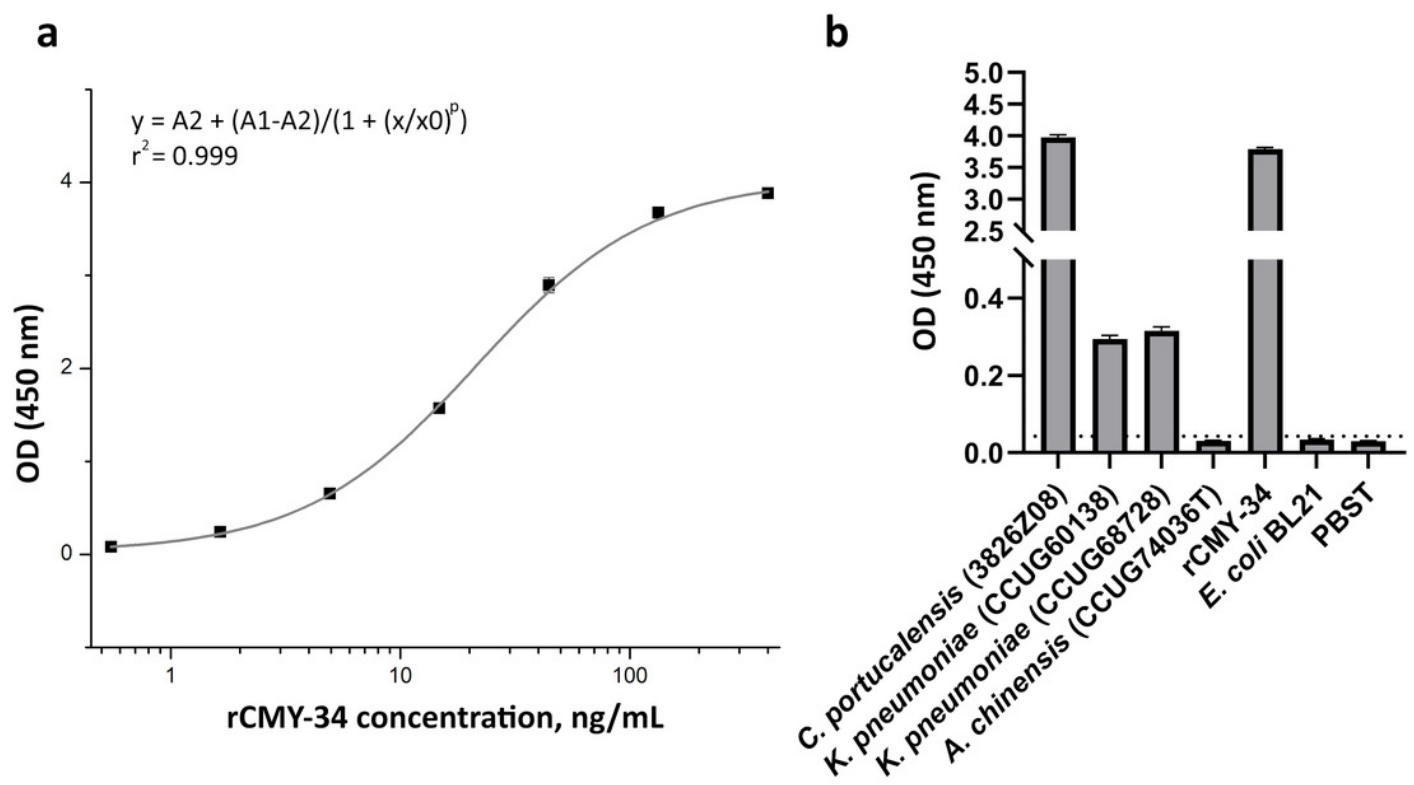 a
y = A2 + (A1-A2)/(1 + (x/x0)^p)
r² = 0.999
4
2
0
OD (450 nm)
1 10 100
rCMY-34 concentration, ng/mL
b
5.0
4.5
4.0
3.5
3.0
2.5
0.4
0.2
0.0
OD (450 nm)
C. portucalensis (3826Z08)
K. pneumoniae (CCUG60138)
K. pneumoniae (CCUG68728)
A. chinensis (CCUG74036T)
rCMY-34
E. coli BL21
PBST